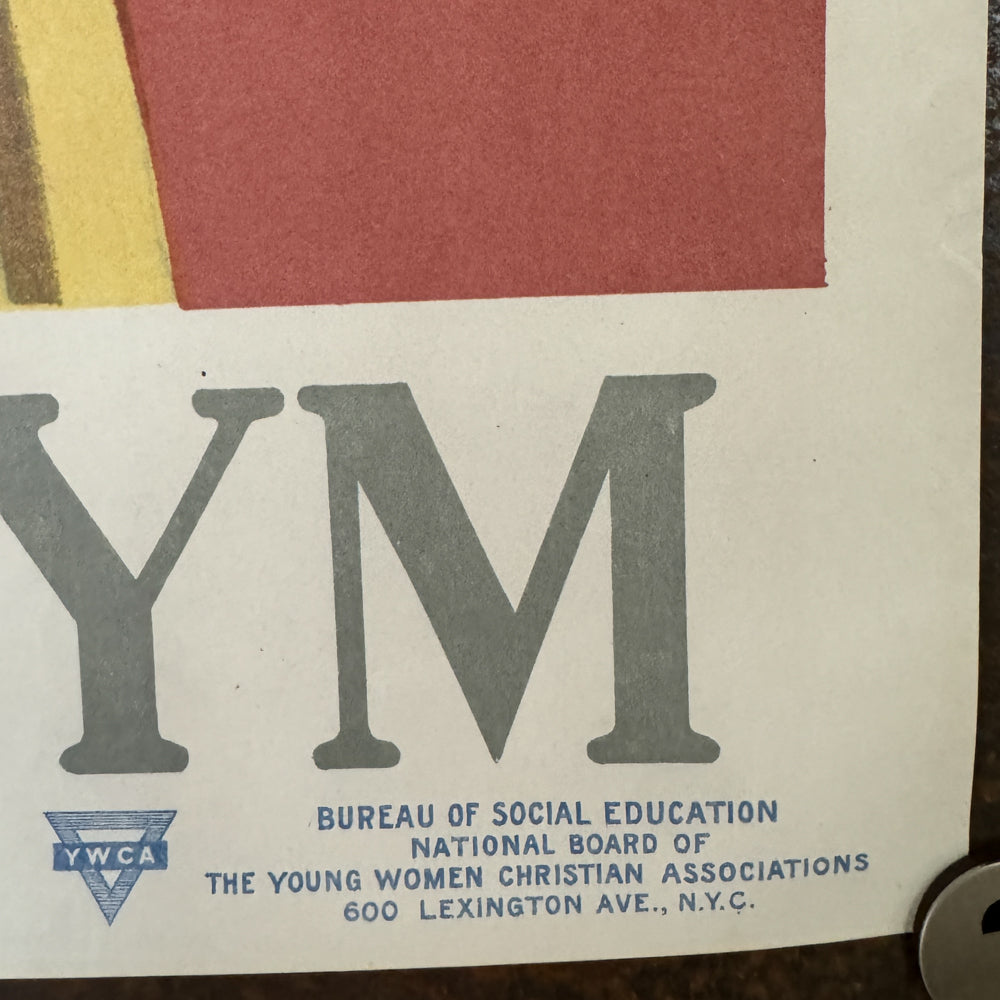 YM
YWCA
BUREAU OF SOCIAL EDUCATION
NATIONAL BOARD OF
THE YOUNG WOMEN CHRISTIAN ASSOCIATIONS
600 LEXINGTON AVE., N.Y.C.